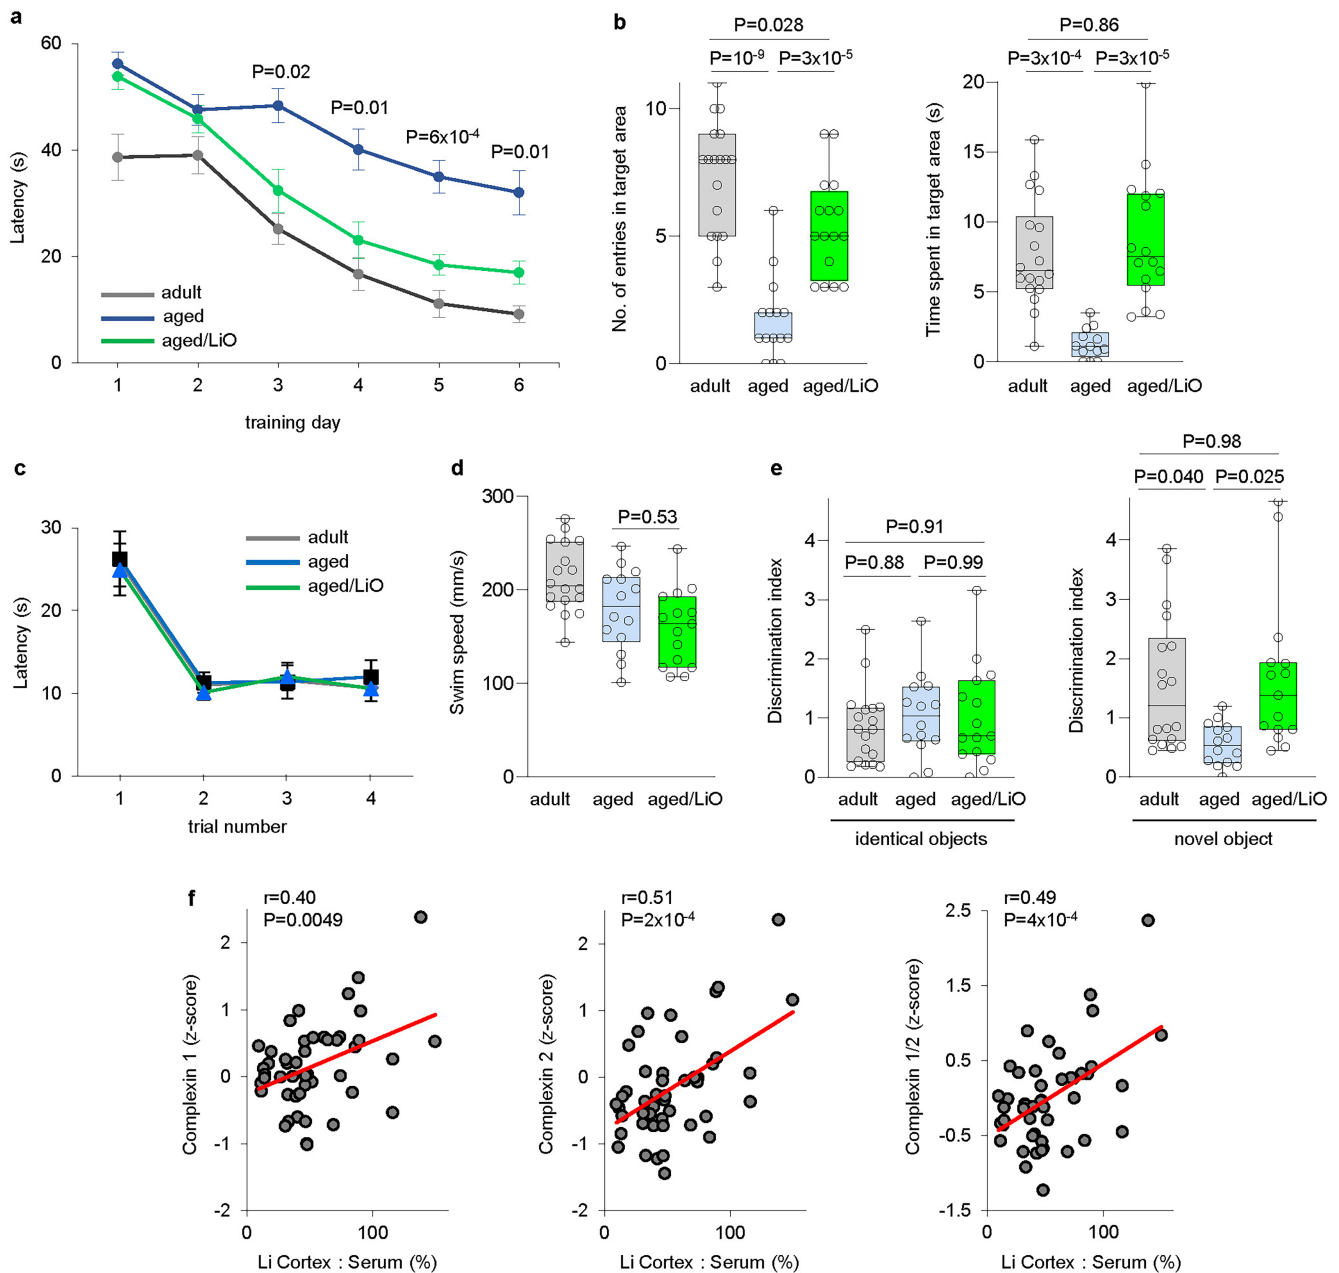 a
60
40
20
0
Latency (s)
P=0.02
P=0.01
P=6x10-4
P=0.01
adult
aged
aged/LiO
1 2 3 4 5 6
training day
b
P=0.028
P=10-9 P=3x10-5
10
5
0
No. of entries in target area
adult aged aged/LiO
P=0.86
P=3x10-4 P=3x10-5
20
15
10
5
0
Time spent in target area (s)
adult aged aged/LiO
c
30
20
10
0
Latency (s)
adult
aged
aged/LiO
1 2 3 4
trial number
d
300
200
100
0
Swim speed (mm/s)
P=0.53
adult aged aged/LiO
e
4
3
2
1
0
Discrimination index
P=0.91
P=0.88 P=0.99
adult aged aged/LiO
identical objects
P=0.98
P=0.040 P=0.025
4
3
2
1
0
Discrimination index
adult aged aged/LiO
novel object
f
r=0.40
P=0.0049
2
1
0
-1
-2
Complexin 1 (z-score)
0 100
Li Cortex : Serum (%)
r=0.51
P=2x10-4
2
1
0
-1
-2
Complexin 2 (z-score)
0 100
Li Cortex : Serum (%)
r=0.49
P=4x10-4
2.5
1.5
0.5
-0.5
-1.5
Complexin 1/2 (z-score)
0 100
Li Cortex : Serum (%)